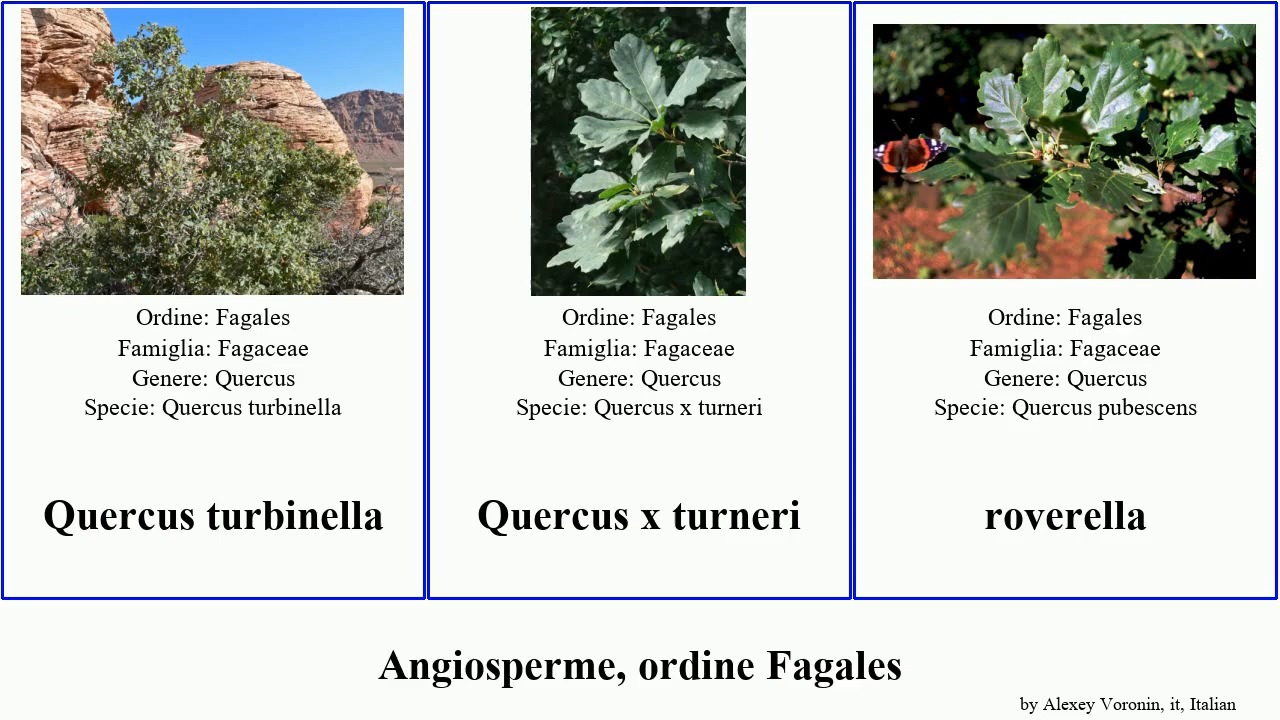 Ordine: Fagales
Famiglia: Fagaceae
Genere: Quercus
Specie: Quercus turbinella
Quercus turbinella
Ordine: Fagales
Famiglia: Fagaceae
Genere: Quercus
Specie: Quercus x turneri
Quercus x turneri
Ordine: Fagales
Famiglia: Fagaceae
Genere: Quercus
Specie: Quercus pubescens
roverella
Angiosperme, ordine Fagales
by Alexey Voronin, it, Italian